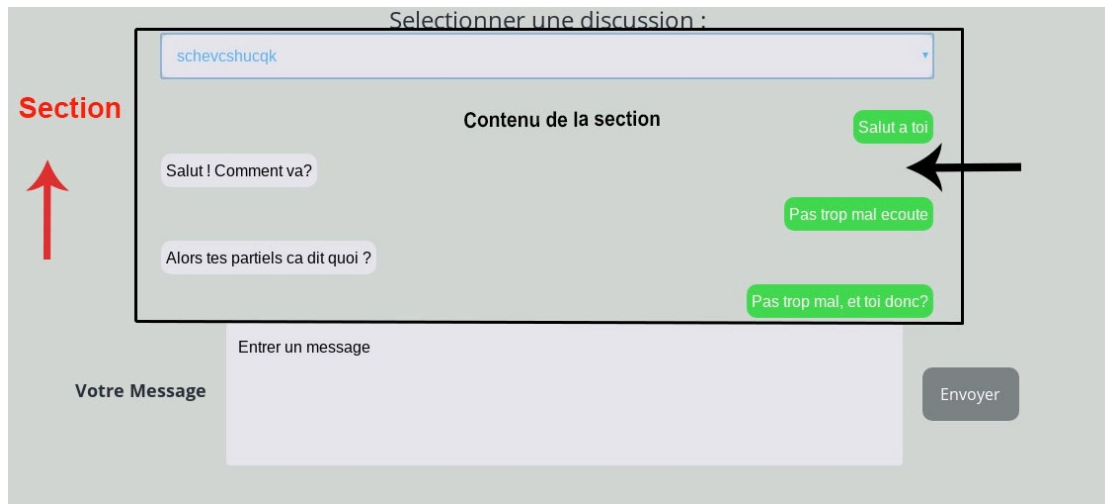 Selectionner une discussion :
schevcshucqk
Section
Contenu de la section
Salut a toi
Salut ! Comment va?
Pas trop mal ecoute
Alors tes partiels ca dit quoi ?
Pas trop mal, et toi donc?
Entrer un message
Votre Message
Envoyer